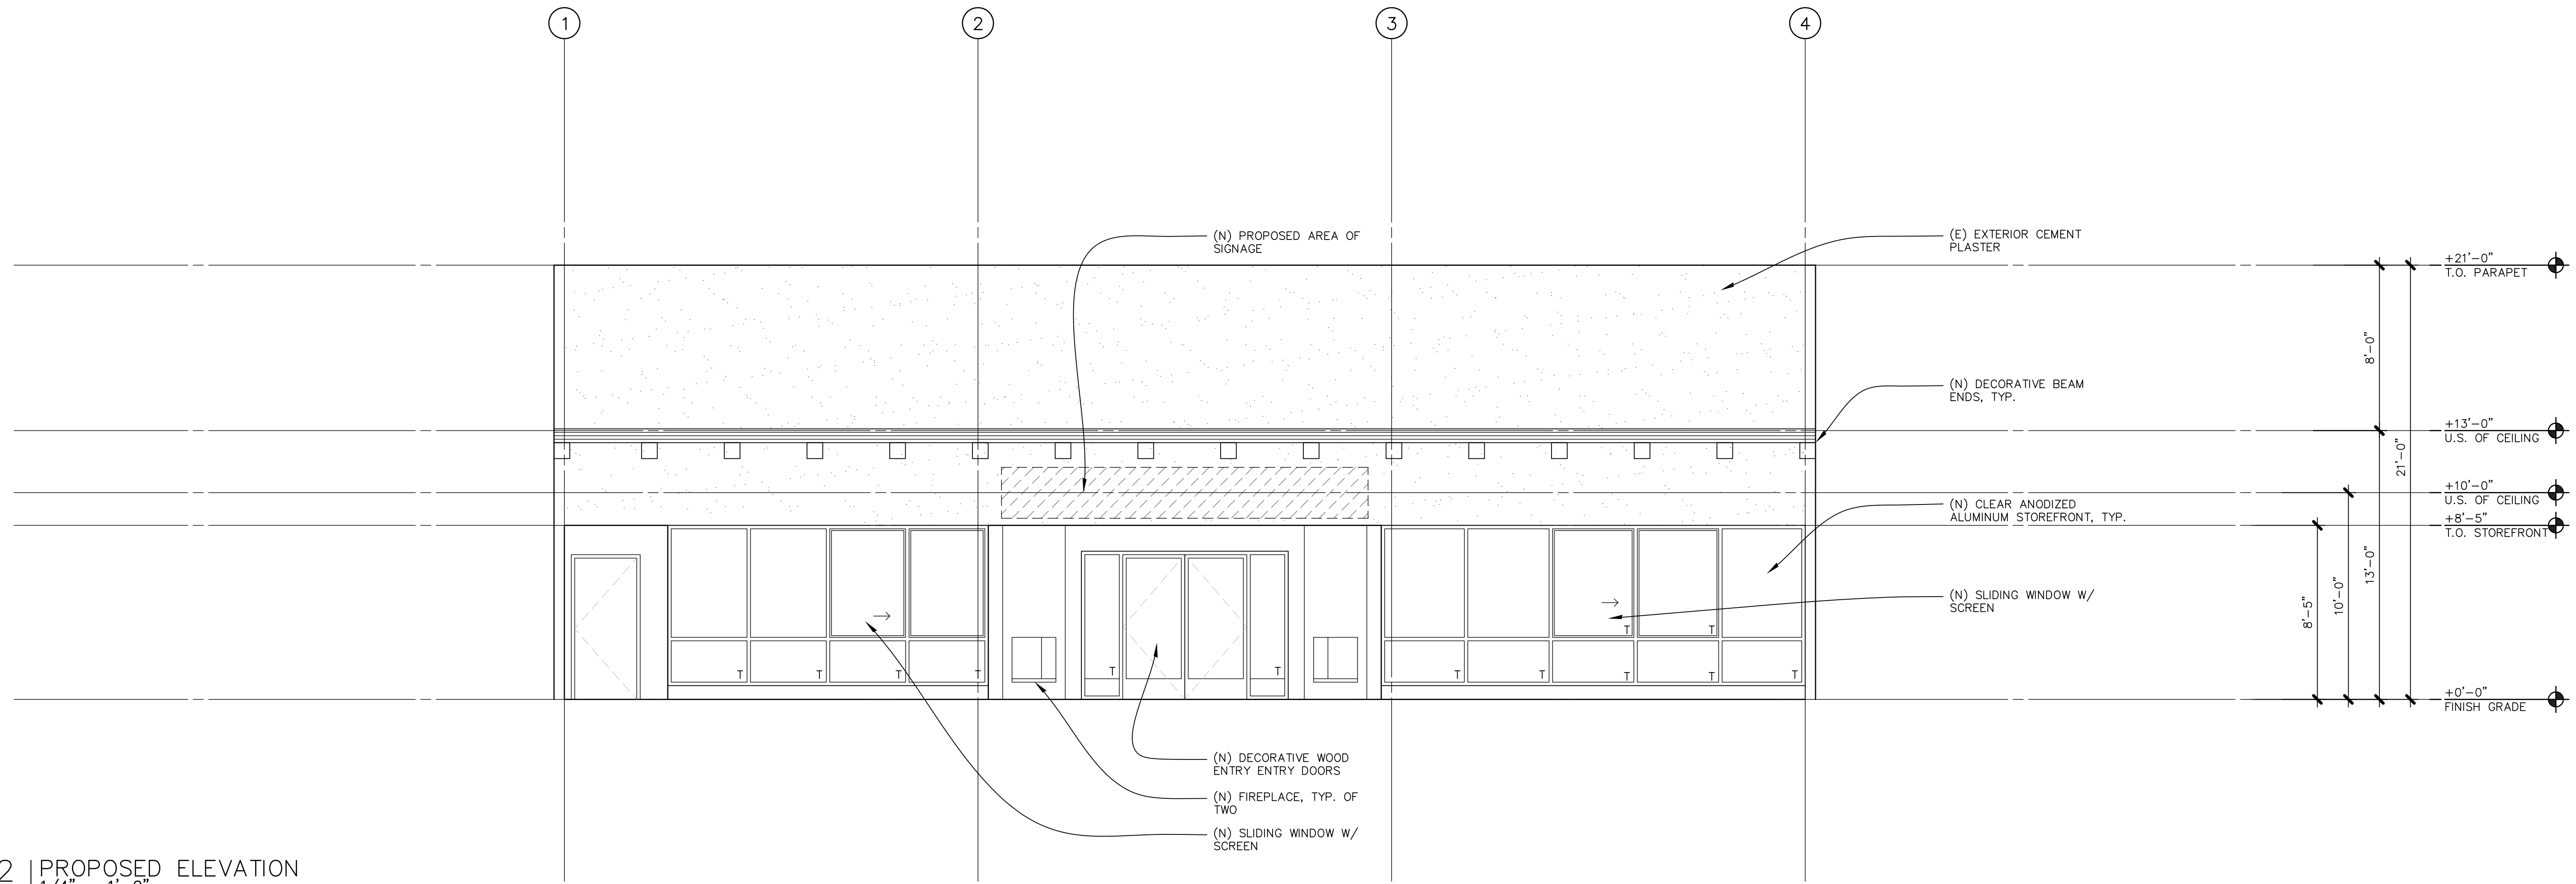 1
2
3
4
(N) PROPOSED AREA OF
SIGNAGE
(E) EXTERIOR CEMENT
PLASTER
+21'-0"
T.O. PARAPET
8'-0"
(N) DECORATIVE BEAM
ENDS, TYP.
+13'-0"
U.S. OF CEILING
21'-0"
+10'-0"
U.S. OF CEILING
(N) CLEAR ANODIZED
ALUMINUM STOREFRONT, TYP.
+8'-5"
T.O. STOREFRONT
13'-0"
10'-0"
8'-5"
(N) SLIDING WINDOW W/
SCREEN
T
T
T
T
T
T
T
T
T
T
T
T
T
+0'-0"
FINISH GRADE
(N) DECORATIVE WOOD
ENTRY ENTRY DOORS
(N) FIREPLACE, TYP. OF
TWO
(N) SLIDING WINDOW W/
SCREEN
2 PROPOSED ELEVATION